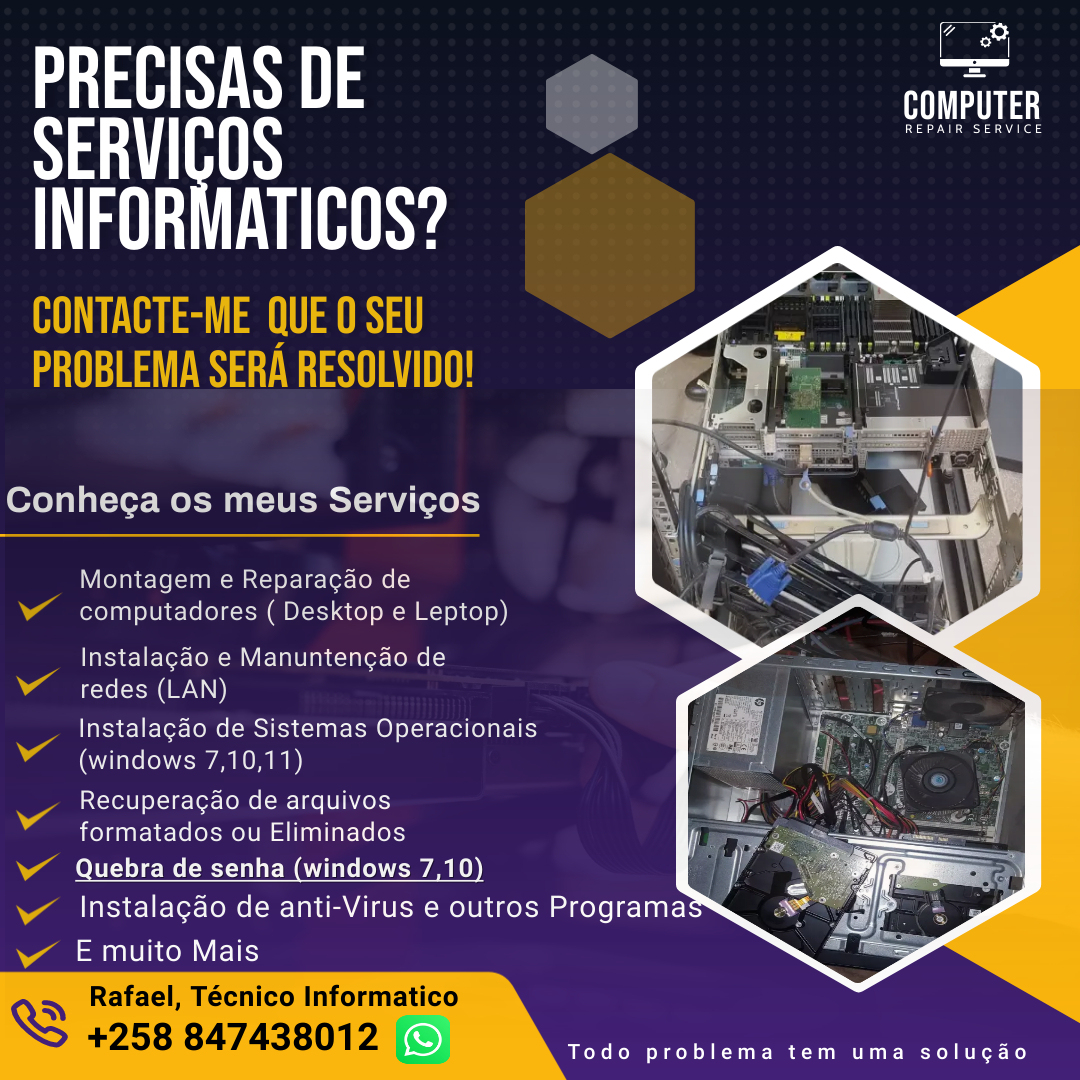 PRECISAS DE
SERVIÇOS
INFORMATICOS?
COMPUTER
REPAIR SERVICE
CONTACTE-ME QUE O SEU
PROBLEMA SERÁ RESOLVIDO!
Conheça os meus Serviços
Montagem e Reparação de
computadores ( Desktop e Leptop)
Instalação e Manuntenção de
redes (LAN)
Instalação de Sistemas Operacionais
(windows 7,10,11)
Recuperação de arquivos
formatados ou Eliminados
Quebra de senha (windows 7,10)
Instalação de anti-Virus e outros Programas
E muito Mais
Rafael, Técnico Informatico
+258 847438012
Todo problema tem uma solução